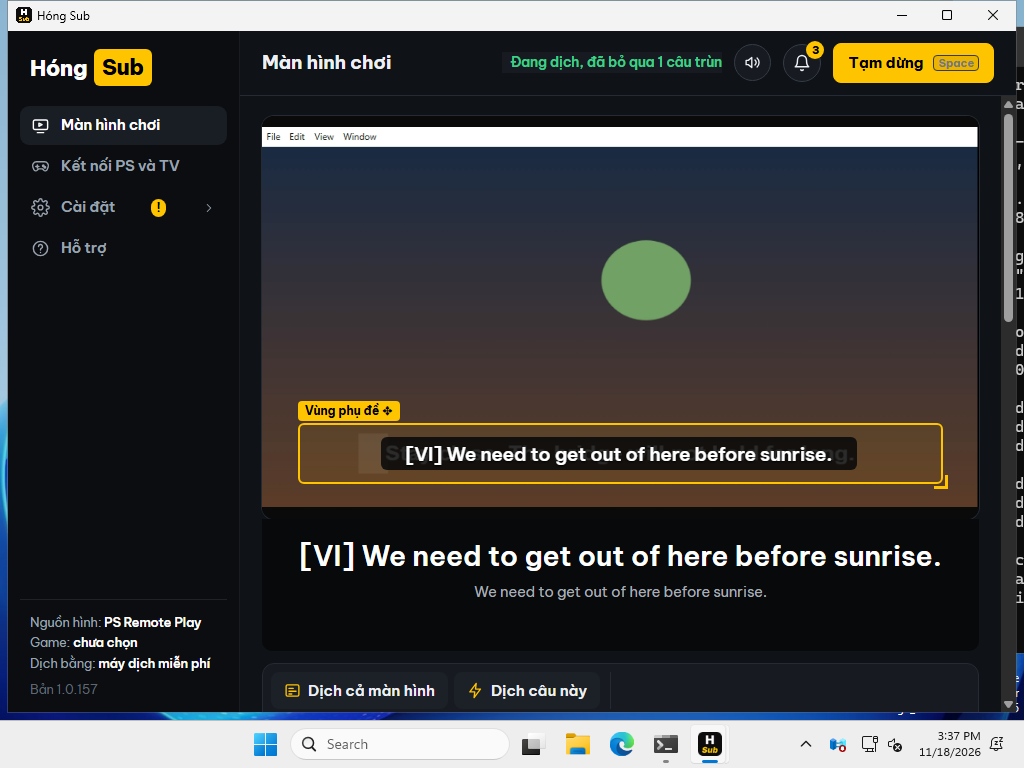 Hóng Sub
Hóng Sub
Màn hình chơi
Đang dịch, đã bỏ qua 1 câu trùn
3
Tạm dừng Space
Màn hình chơi
Kết nối PS và TV
Cài đặt !
Hỗ trợ
File Edit View Window
Vùng phụ đề
[VI] We need to get out of here before sunrise.
[VI] We need to get out of here before sunrise.
We need to get out of here before sunrise.
Nguồn hình: PS Remote Play
Game: chưa chọn
Dịch bằng: máy dịch miễn phí
Bản 1.0.157
Dịch cả màn hình
Dịch câu này
Search
H Sub
3:37 PM
11/18/2026